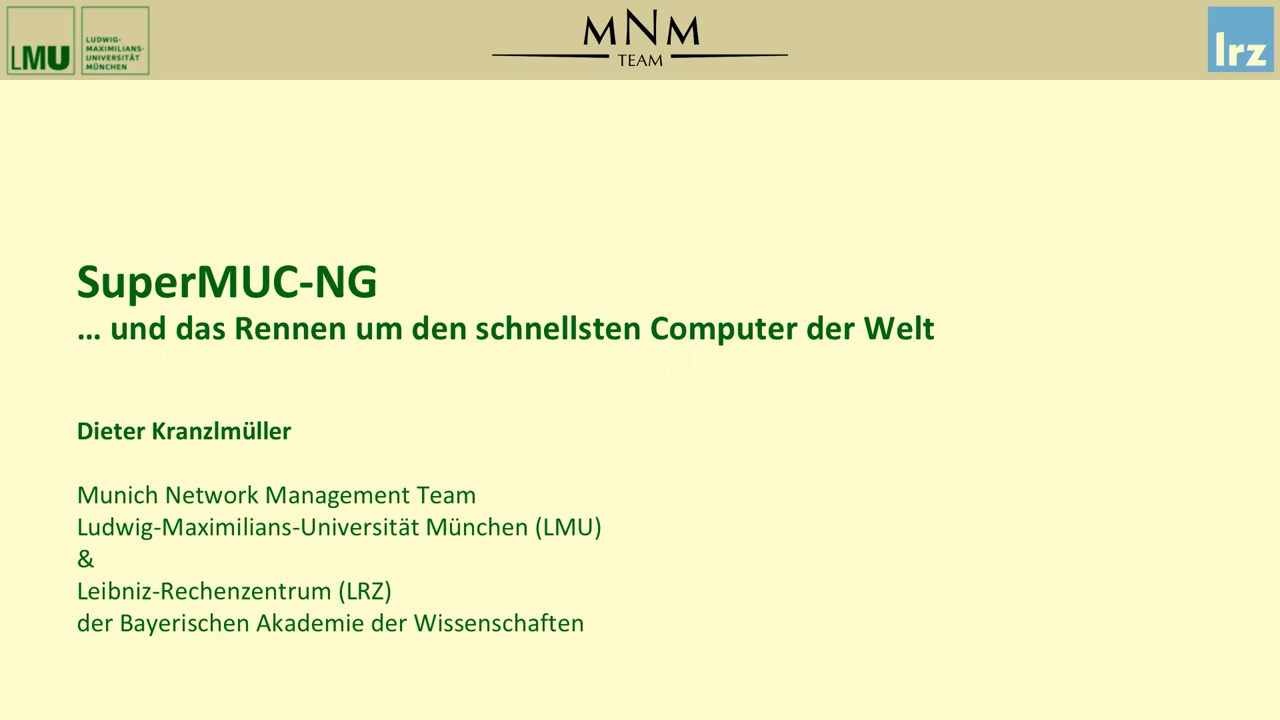 LMU
LUDWIG-
MAXIMILIANS-
UNIVERSITÄT
MÜNCHEN
MNM
TEAM
lrz
SuperMUC-NG
… und das Rennen um den schnellsten Computer der Welt
Dieter Kranzlmüller
Munich Network Management Team
Ludwig-Maximilians-Universität München (LMU)
&
Leibniz-Rechenzentrum (LRZ)
der Bayerischen Akademie der Wissenschaften